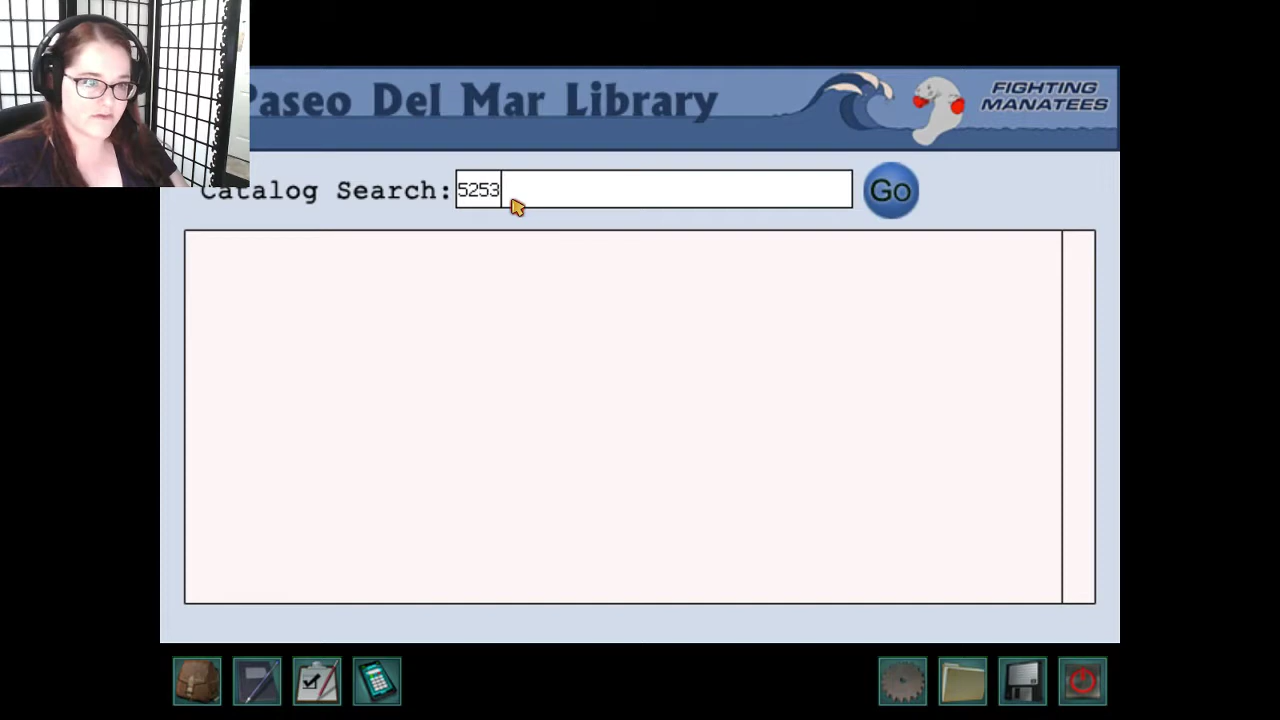 Paseo Del Mar Library
FIGHTING
MANATEES
Catalog Search:
5253
Go